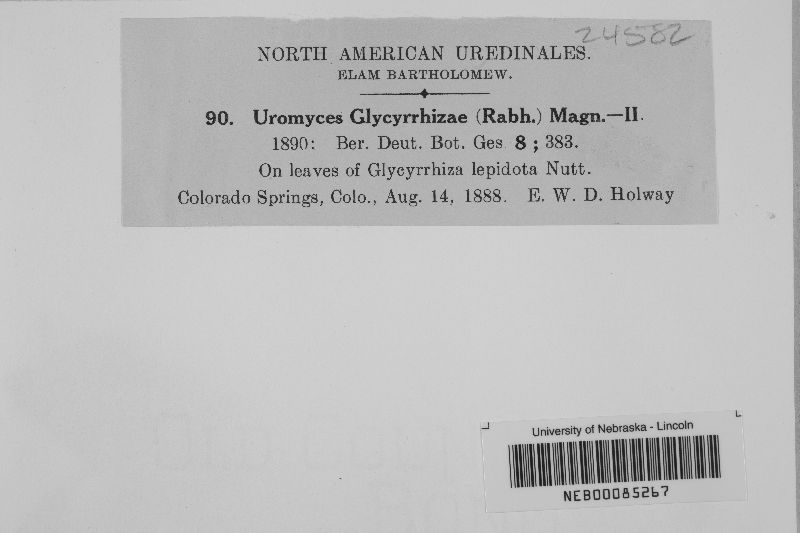 24582
NORTH AMERICAN UREDINALES.
ELAM BARTHOLOMEW.
90. Uromyces Glycyrrhizae (Rabh.) Magn.—II.
1890: Ber. Deut. Bot. Ges. 8 ; 383.
On leaves of Glycyrrhiza lepidota Nutt.
Colorado Springs, Colo., Aug. 14, 1888. E. W. D. Holway
University of Nebraska - Lincoln
NEB00085267